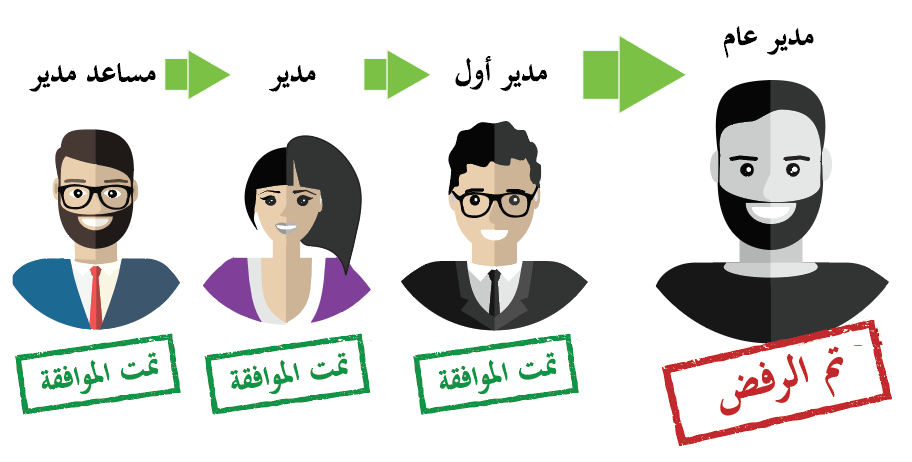 مساعد مدير
مدير
مدير أول
مدير عام
تمت الموافقة
تمت الموافقة
تمت الموافقة
تم الرفض